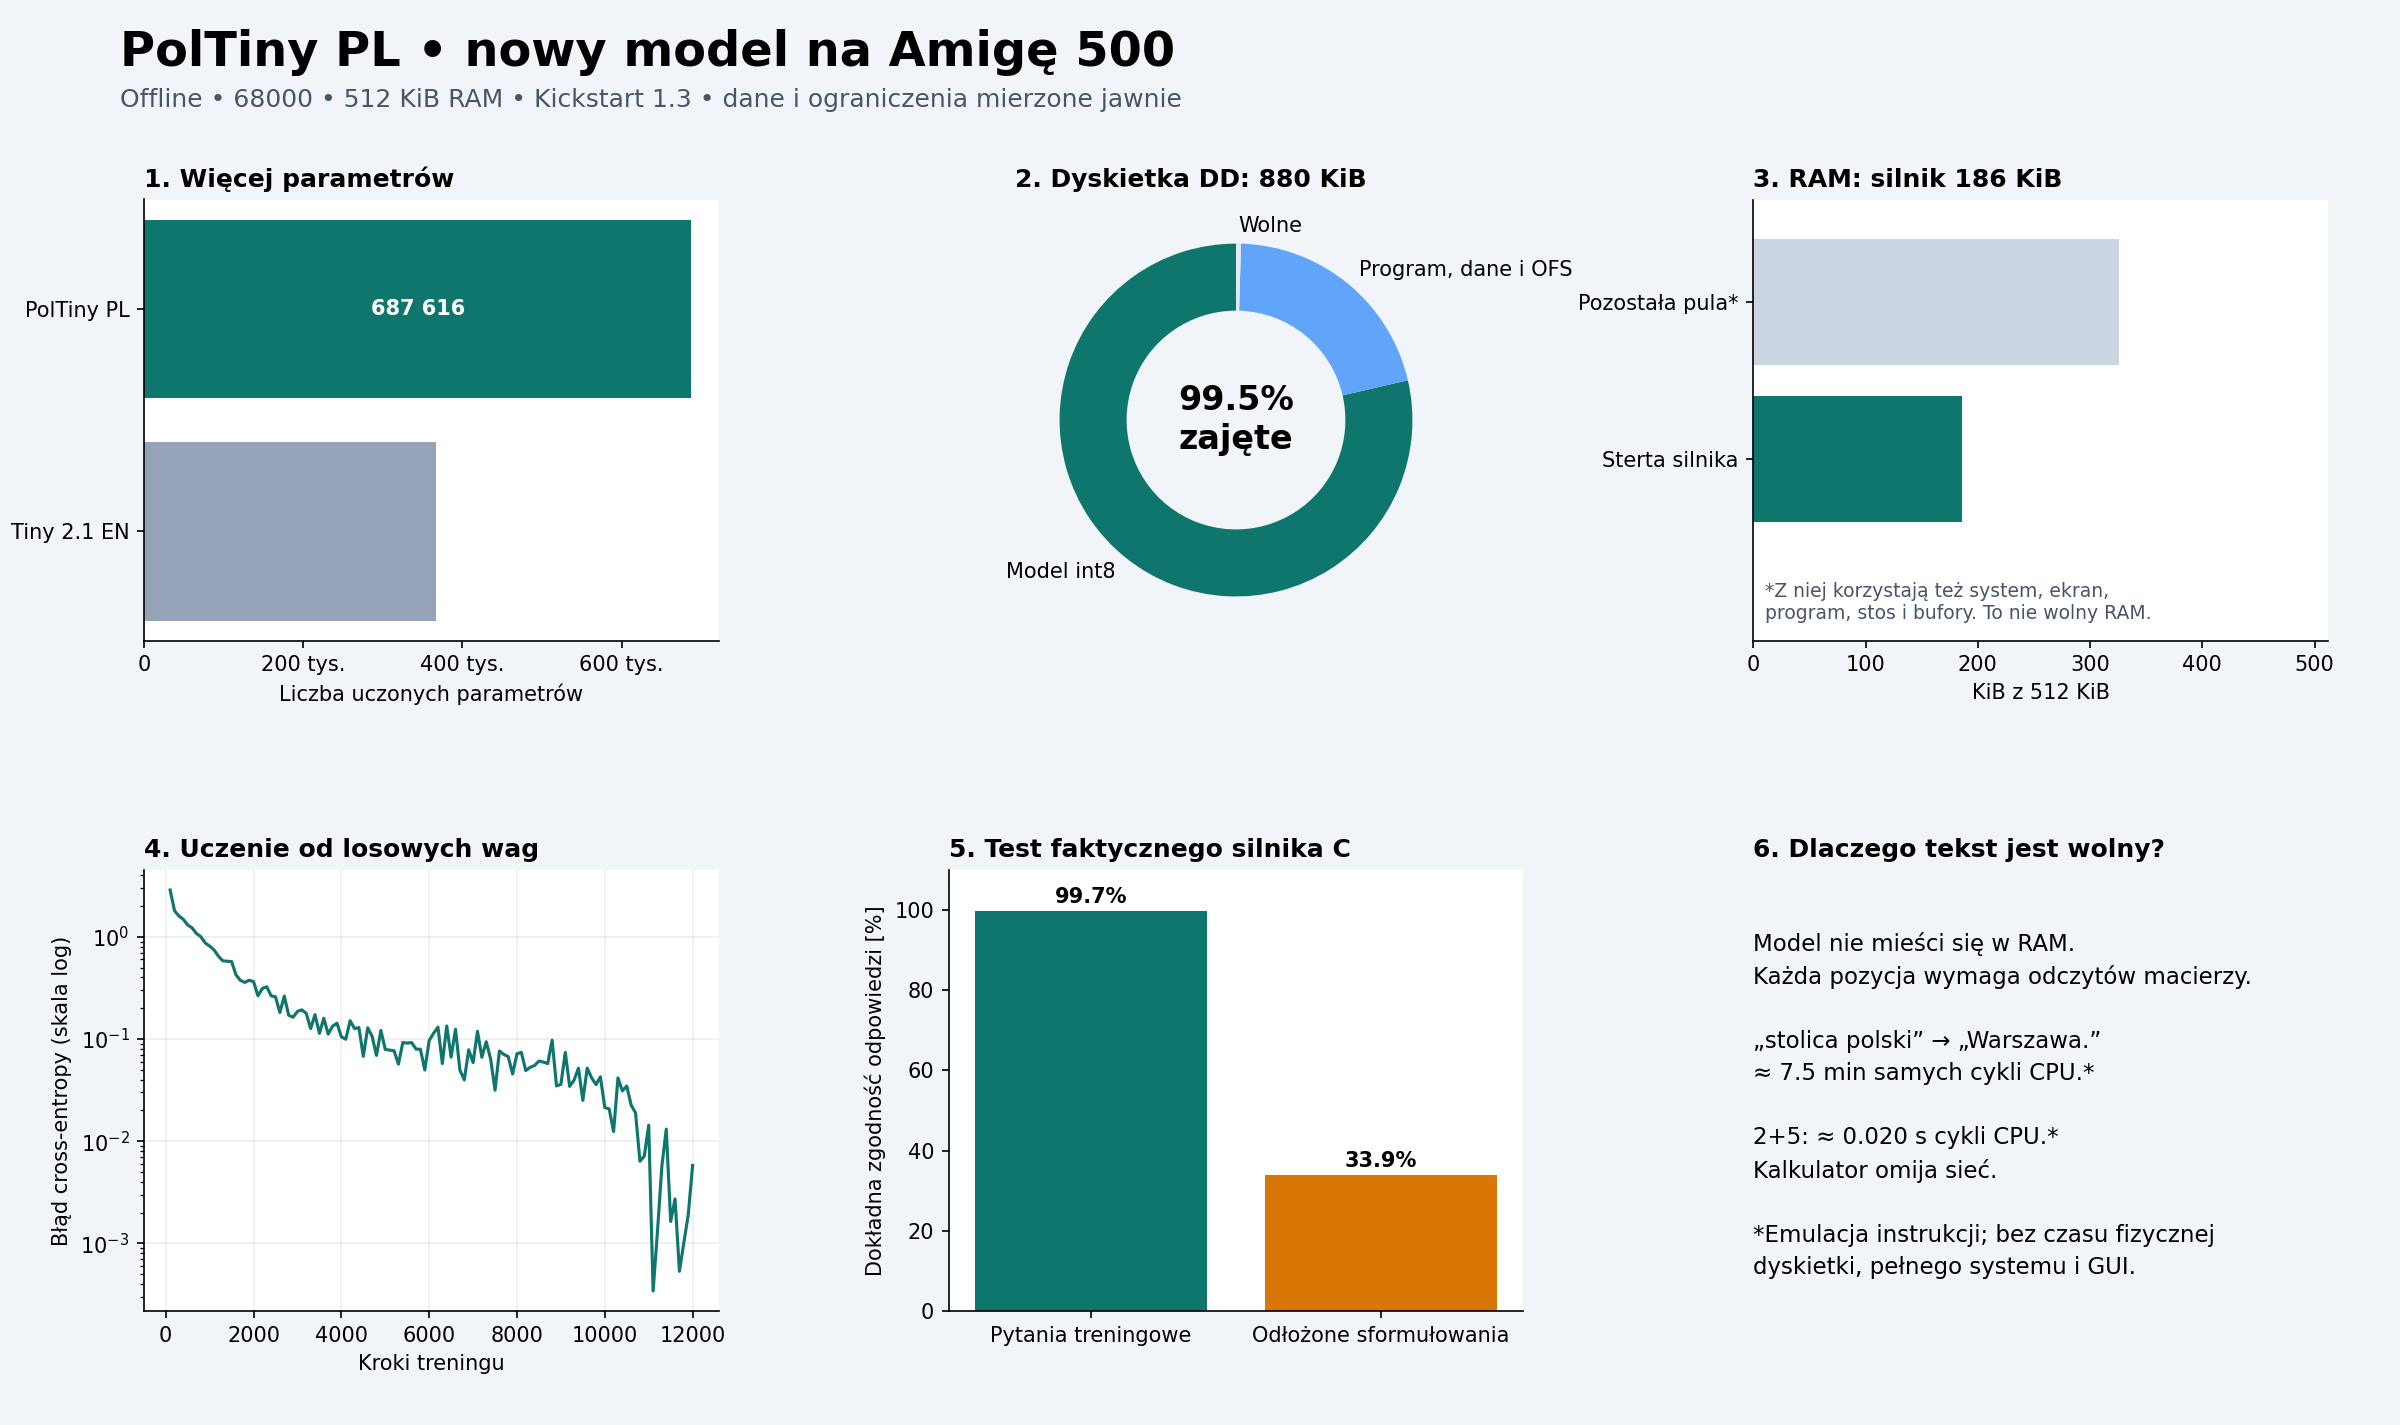 PolTiny PL • nowy model na Amigę 500
Offline • 68000 • 512 KiB RAM • Kickstart 1.3 • dane i ograniczenia mierzone jawnie
1. Więcej parametrów
PolTiny PL
687 616
Tiny 2.1 EN
0
200 tys.
400 tys.
600 tys.
Liczba uczonych parametrów
2. Dyskietka DD: 880 KiB
Wolne
Program, dane i OFS
99.5%
zajęte
Model int8
3. RAM: silnik 186 KiB
Pozostała pula*
Sterta silnika
*Z niej korzystają też system, ekran,
program, stos i bufory. To nie wolny RAM.
0
100
200
300
400
500
KiB z 512 KiB
4. Uczenie od losowych wag
Błąd cross-entropy (skala log)
10⁰
10⁻¹
10⁻²
10⁻³
0
2000
4000
6000
8000
10000
12000
Kroki treningu
5. Test faktycznego silnika C
Dokładna zgodność odpowiedzi [%]
100
80
60
40
20
0
99.7%
33.9%
Pytania treningowe
Odłożone sformułowania
6. Dlaczego tekst jest wolny?
Model nie mieści się w RAM.
Każda pozycja wymaga odczytów macierzy.
„stolica polski” → „Warszawa.”
≈ 7.5 min samych cykli CPU.*
2+5: ≈ 0.020 s cykli CPU.*
Kalkulator omija sieć.
*Emulacja instrukcji; bez czasu fizycznej
dyskietki, pełnego systemu i GUI.